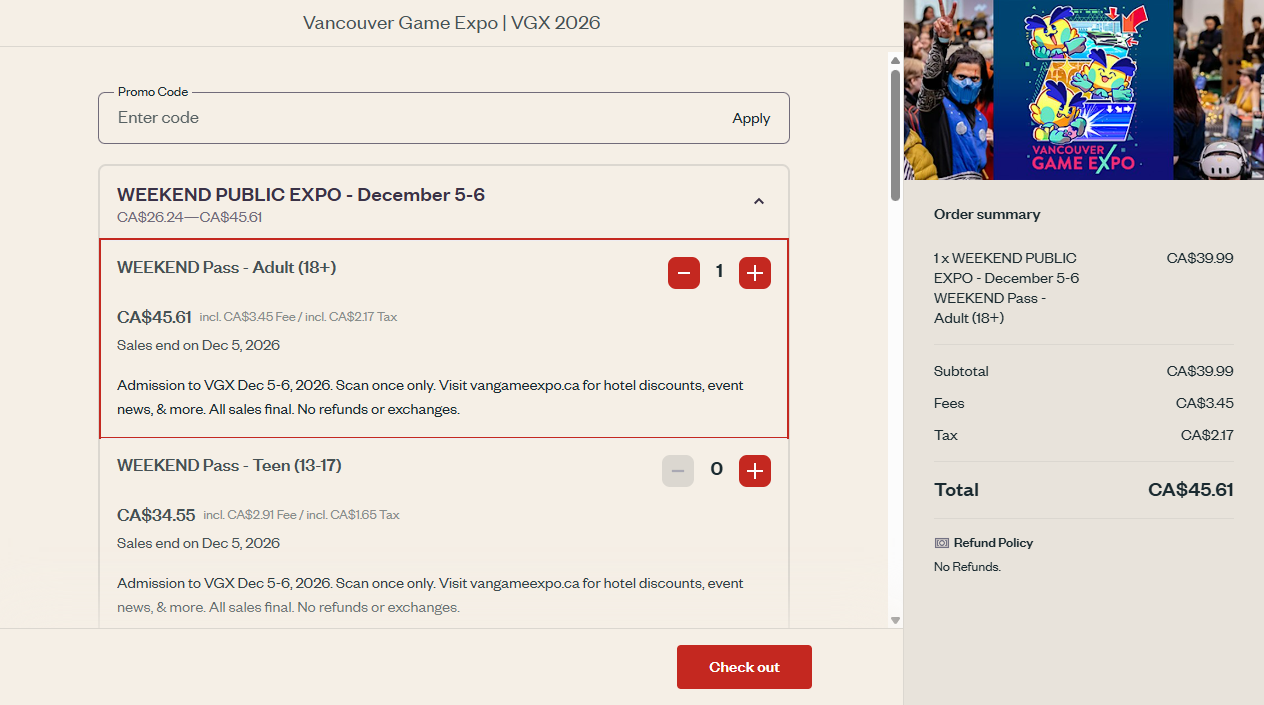 Vancouver Game Expo | VGX 2026
Promo Code
Enter code
Apply
WEEKEND PUBLIC EXPO - December 5-6
CA$26.24—CA$45.61
WEEKEND Pass - Adult (18+)
1
CA$45.61 incl. CA$3.45 Fee / incl. CA$2.17 Tax
Sales end on Dec 5, 2026
Admission to VGX Dec 5-6, 2026. Scan once only. Visit vangameexpo.ca for hotel discounts, event
news, & more. All sales final. No refunds or exchanges.
WEEKEND Pass - Teen (13-17)
0
CA$34.55 incl. CA$2.91 Fee / incl. CA$1.65 Tax
Sales end on Dec 5, 2026
Admission to VGX Dec 5-6, 2026. Scan once only. Visit vangameexpo.ca for hotel discounts, event
news, & more. All sales final. No refunds or exchanges.
Check out
VANCOUVER
GAME EXPO
Order summary
1 x WEEKEND PUBLIC CA$39.99
EXPO - December 5-6
WEEKEND Pass -
Adult (18+)
Subtotal CA$39.99
Fees CA$3.45
Tax CA$2.17
Total CA$45.61
Refund Policy
No Refunds.